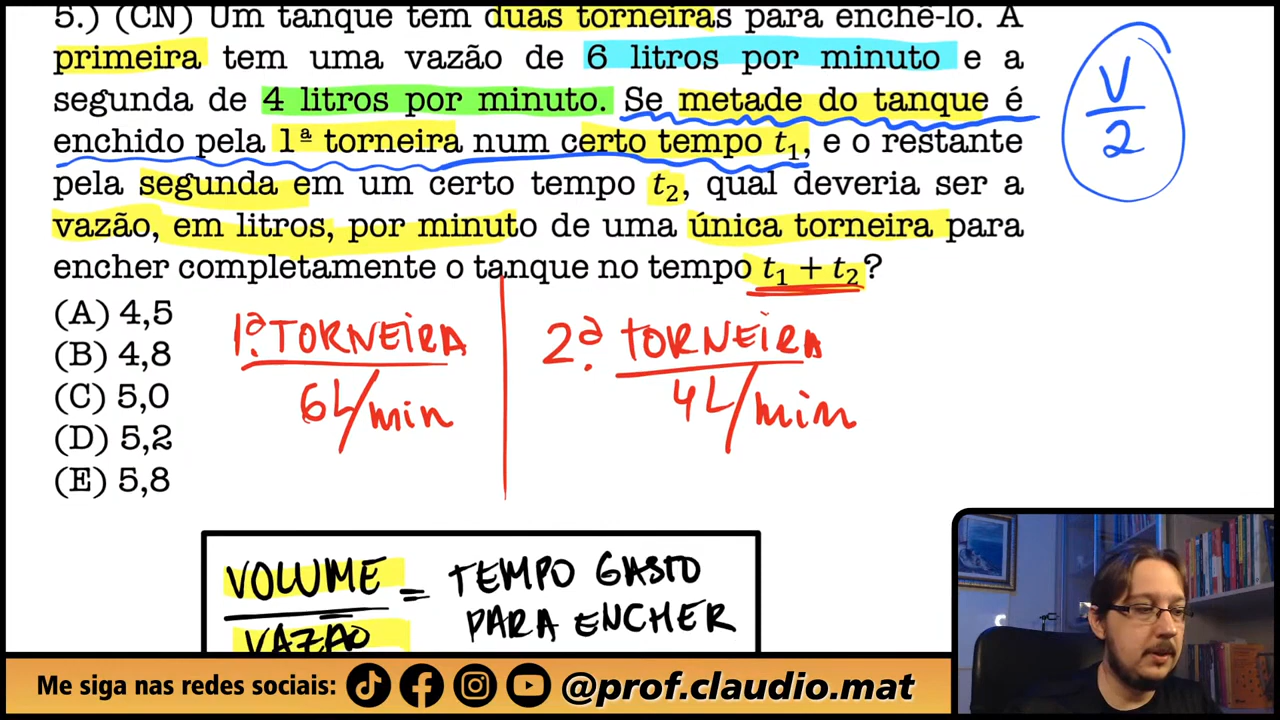 5.) (CN) Um tanque tem duas torneiras para enchê-lo. A
primeira tem uma vazão de 6 litros por minuto e a
segunda de 4 litros por minuto. Se metade do tanque é
enchido pela 1ª torneira num certo tempo t₁, e o restante
pela segunda em um certo tempo t₂, qual deveria ser a
vazão, em litros, por minuto de uma única torneira para
encher completamente o tanque no tempo t₁ + t₂?
V
2
(A) 4,5
(B) 4,8
(C) 5,0
(D) 5,2
(E) 5,8
1ª TORNEIRA
6L/min
2ª TORNEIRA
4L/min
VOLUME
VAZÃO
= TEMPO GASTO
PARA ENCHER
Me siga nas redes sociais: @prof.claudio.mat